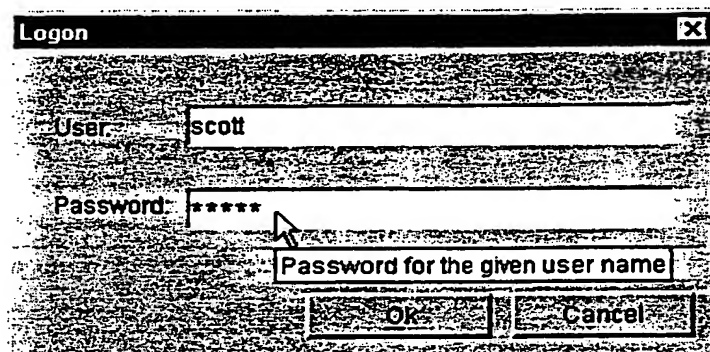 Logon
User:
scott
Password:
*****
Password for the given user name
Ok
Cancel